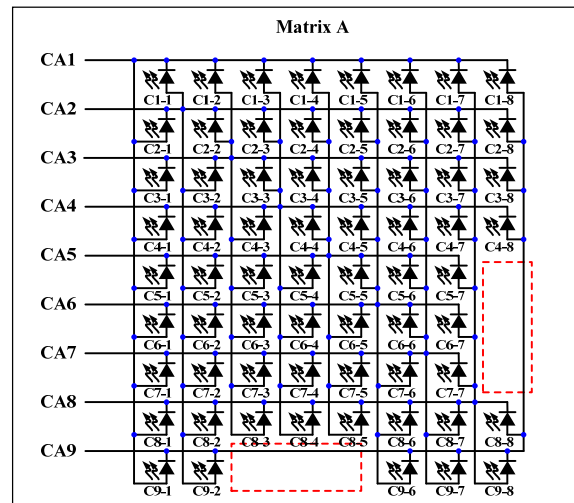 Matrix A
CA1
C1-1 C1-2 C1-3 C1-4 C1-5 C1-6 C1-7 C1-8
CA2
C2-1 C2-2 C2-3 C2-4 C2-5 C2-6 C2-7 C2-8
CA3
C3-1 C3-2 C3-3 C3-4 C3-5 C3-6 C3-7 C3-8
CA4
C4-1 C4-2 C4-3 C4-4 C4-5 C4-6 C4-7 C4-8
CA5
C5-1 C5-2 C5-3 C5-4 C5-5 C5-6 C5-7
CA6
C6-1 C6-2 C6-3 C6-4 C6-5 C6-6 C6-7
CA7
C7-1 C7-2 C7-3 C7-4 C7-5 C7-6 C7-7
CA8
C8-1 C8-2 C8-3 C8-4 C8-5 C8-6 C8-7 C8-8
CA9
C9-1 C9-2 C9-6 C9-7 C9-8